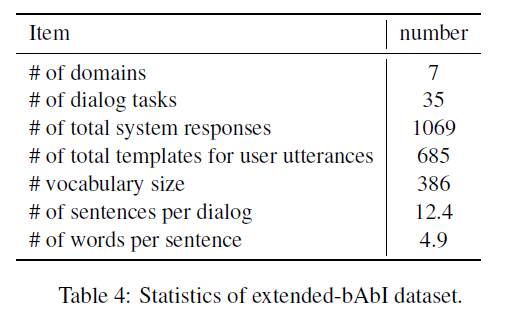 Item number
# of domains 7
# of dialog tasks 35
# of total system responses 1069
# of total templates for user utterances 685
# vocabulary size 386
# of sentences per dialog 12.4
# of words per sentence 4.9
Table 4: Statistics of extended-bAbI dataset.